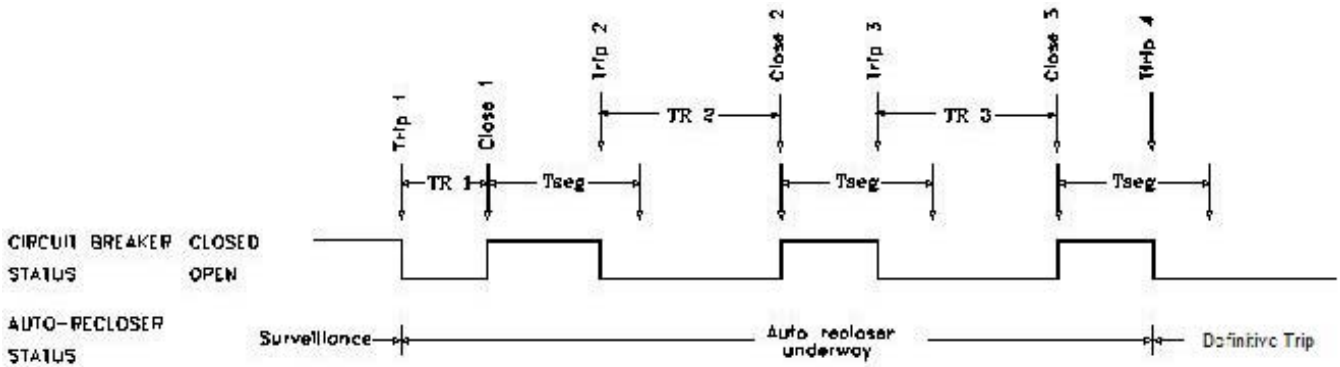 Trip 1
Close 1
Trip 2
Close 2
Trip 3
Close 3
Trip 4
TR 2
TR 3
TR 1
Tseg
Tseg
Tseg
CIRCUIT BREAKER CLOSED
STATUS OPEN
AUTO-RECLOSER
STATUS
Surveillance
Auto recloser
underway
Definitive Trip